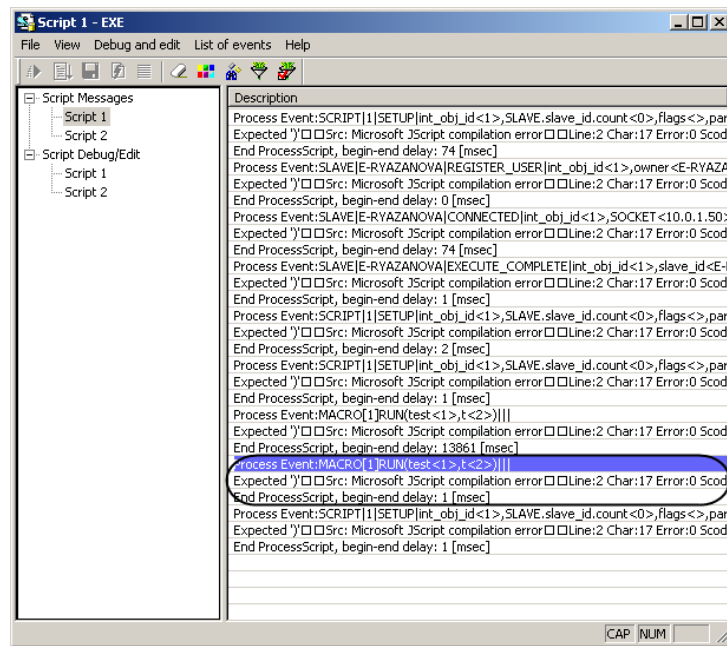 Script 1 - EXE
File View Debug and edit List of events Help
Script Messages
Script 1
Script 2
Script Debug/Edit
Script 1
Script 2
Description
Process Event:SCRIPT|1|SETUP|int_obj_id<1>,SLAVE.slave_id.count<0>,flags<>,par
Expected ')'□□Src: Microsoft JScript compilation error□□Line:2 Char:17 Error:0 Scod
End ProcessScript, begin-end delay: 74 [msec]
Process Event:SLAVE|E-RYAZANOVA|REGISTER_USER|int_obj_id<1>,owner<E-RYAZA
Expected ')'□□Src: Microsoft JScript compilation error□□Line:2 Char:17 Error:0 Scod
End ProcessScript, begin-end delay: 0 [msec]
Process Event:SLAVE|E-RYAZANOVA|CONNECTED|int_obj_id<1>,SOCKET<10.0.1.50>
Expected ')'□□Src: Microsoft JScript compilation error□□Line:2 Char:17 Error:0 Scod
End ProcessScript, begin-end delay: 74 [msec]
Process Event:SLAVE|E-RYAZANOVA|EXECUTE_COMPLETE|int_obj_id<1>,slave_id<E-
Expected ')'□□Src: Microsoft JScript compilation error□□Line:2 Char:17 Error:0 Scod
End ProcessScript, begin-end delay: 1 [msec]
Process Event:SCRIPT|1|SETUP|int_obj_id<1>,SLAVE.slave_id.count<0>,flags<>,par
Expected ')'□□Src: Microsoft JScript compilation error□□Line:2 Char:17 Error:0 Scod
End ProcessScript, begin-end delay: 2 [msec]
Process Event:SCRIPT|1|SETUP|int_obj_id<1>,SLAVE.slave_id.count<0>,flags<>,par
Expected ')'□□Src: Microsoft JScript compilation error□□Line:2 Char:17 Error:0 Scod
End ProcessScript, begin-end delay: 1 [msec]
Process Event:MACRO[1]RUN(test<1>,t<2>)|||
Expected ')'□□Src: Microsoft JScript compilation error□□Line:2 Char:17 Error:0 Scod
End ProcessScript, begin-end delay: 13861 [msec]
Process Event:MACRO[1]RUN(test<1>,t<2>)|||
Expected ')'□□Src: Microsoft JScript compilation error□□Line:2 Char:17 Error:0 Scod
End ProcessScript, begin-end delay: 1 [msec]
Process Event:SCRIPT|1|SETUP|int_obj_id<1>,SLAVE.slave_id.count<0>,flags<>,par
Expected ')'□□Src: Microsoft JScript compilation error□□Line:2 Char:17 Error:0 Scod
End ProcessScript, begin-end delay: 1 [msec]
CAP NUM